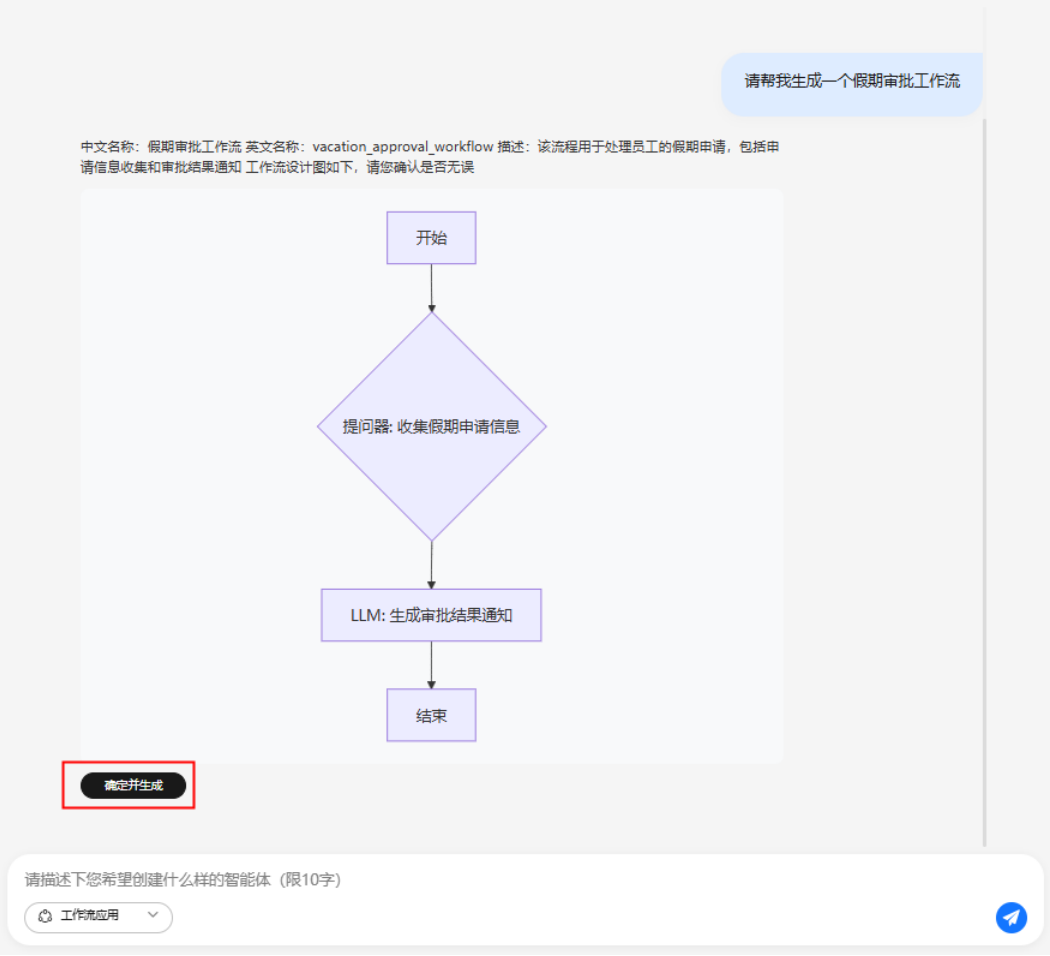 请帮我生成一个假期审批工作流
中文名称：假期审批工作流 英文名称：vacation_approval_workflow 描述：该流程用于处理员工的假期申请，包括申
请信息收集和审批结果通知 工作流设计图如下，请您确认是否无误
开始
提问器: 收集假期申请信息
LLM: 生成审批结果通知
结束
确定并生成
请描述下您希望创建什么样的智能体（限10字）
工作流应用